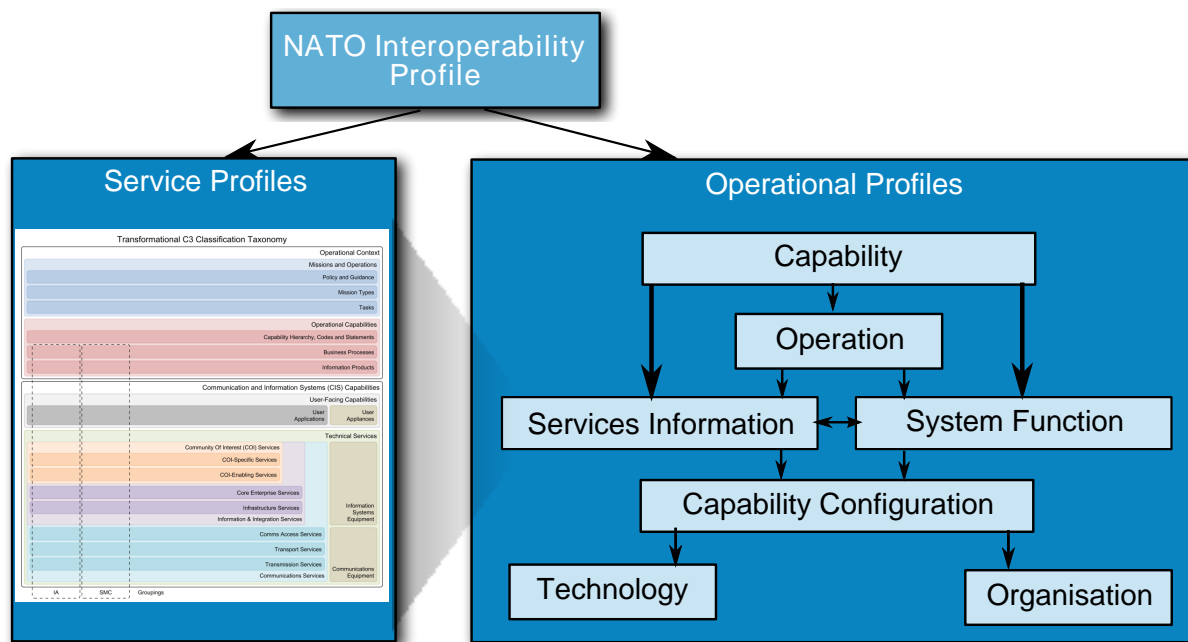 NATO Interoperability
Profile
Service Profiles
Transformational C3 Classification Taxonomy
Operational Context
Missions and Operations
Policy and Guidance
Mission Types
Tasks
Operational Capabilities
Capability Hierarchy, Codes and Statements
Business Processes
Information Products
Communication and Information Systems (CIS) Capabilities
User-Facing Capabilities
User
Applications
User
Appliances
Technical Services
Community Of Interest (COI) Services
COI-Specific Services
COI-Enabling Services
Core Enterprise Services
Infrastructure Services
Information & Integration Services
Information
Systems
Equipment
Comms Access Services
Transport Services
Transmission Services
Communications Services
Communications
Equipment
IA
SMC
Groupings
Operational Profiles
Capability
Operation
Services Information
System Function
Capability Configuration
Technology
Organisation